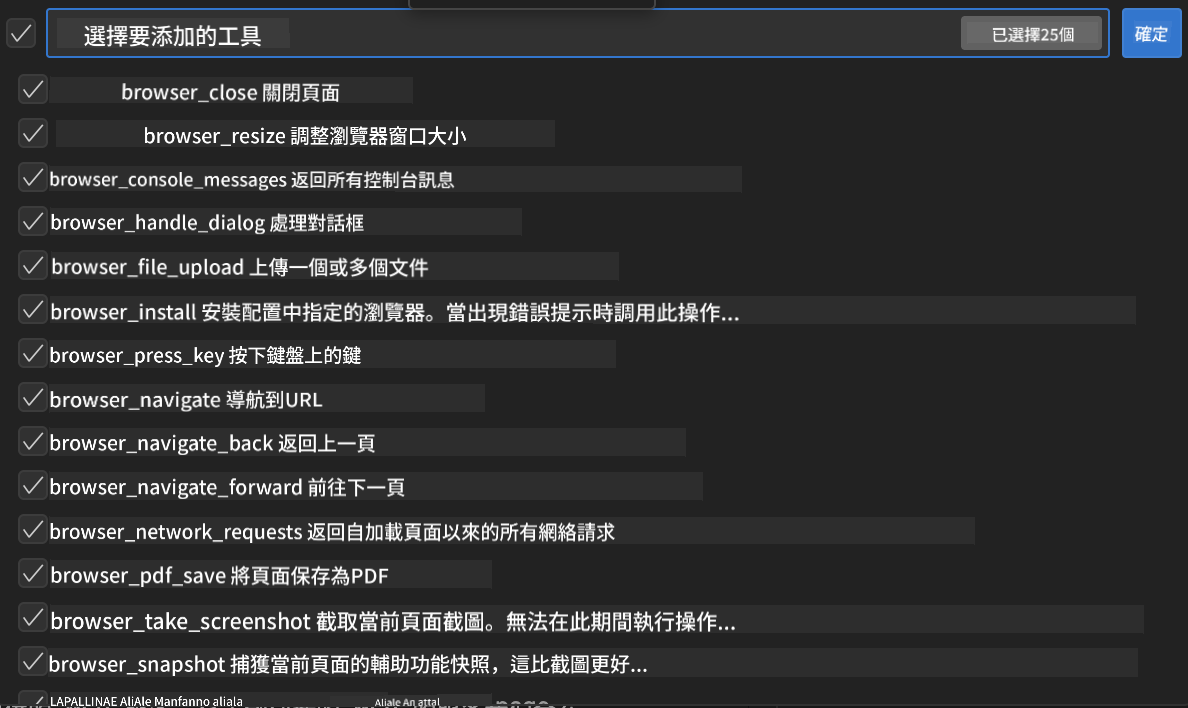 選擇要添加的工具
已選擇25個
確定
browser_close 關閉頁面
browser_resize 調整瀏覽器窗口大小
browser_console_messages 返回所有控制台訊息
browser_handle_dialog 處理對話框
browser_file_upload 上傳一個或多個文件
browser_install 安裝配置中指定的瀏覽器。當出現錯誤提示時調用此操作...
browser_press_key 按下鍵盤上的鍵
browser_navigate 導航到URL
browser_navigate_back 返回上一頁
browser_navigate_forward 前往下一頁
browser_network_requests 返回自加載頁面以來的所有網絡請求
browser_pdf_save 將頁面保存為PDF
browser_take_screenshot 截取當前頁面截圖。無法在此期間執行操作...
browser_snapshot 捕獲當前頁面的輔助功能快照，這比截圖更好...
LAPALLINAE AliAle Manfanno aliala